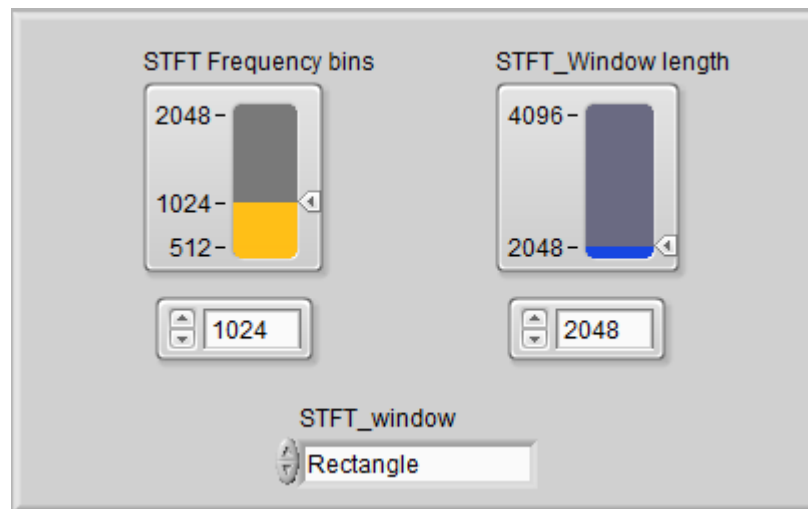 STFT Frequency bins
2048
1024
512
1024
STFT_Window length
4096
2048
2048
STFT_window
Rectangle